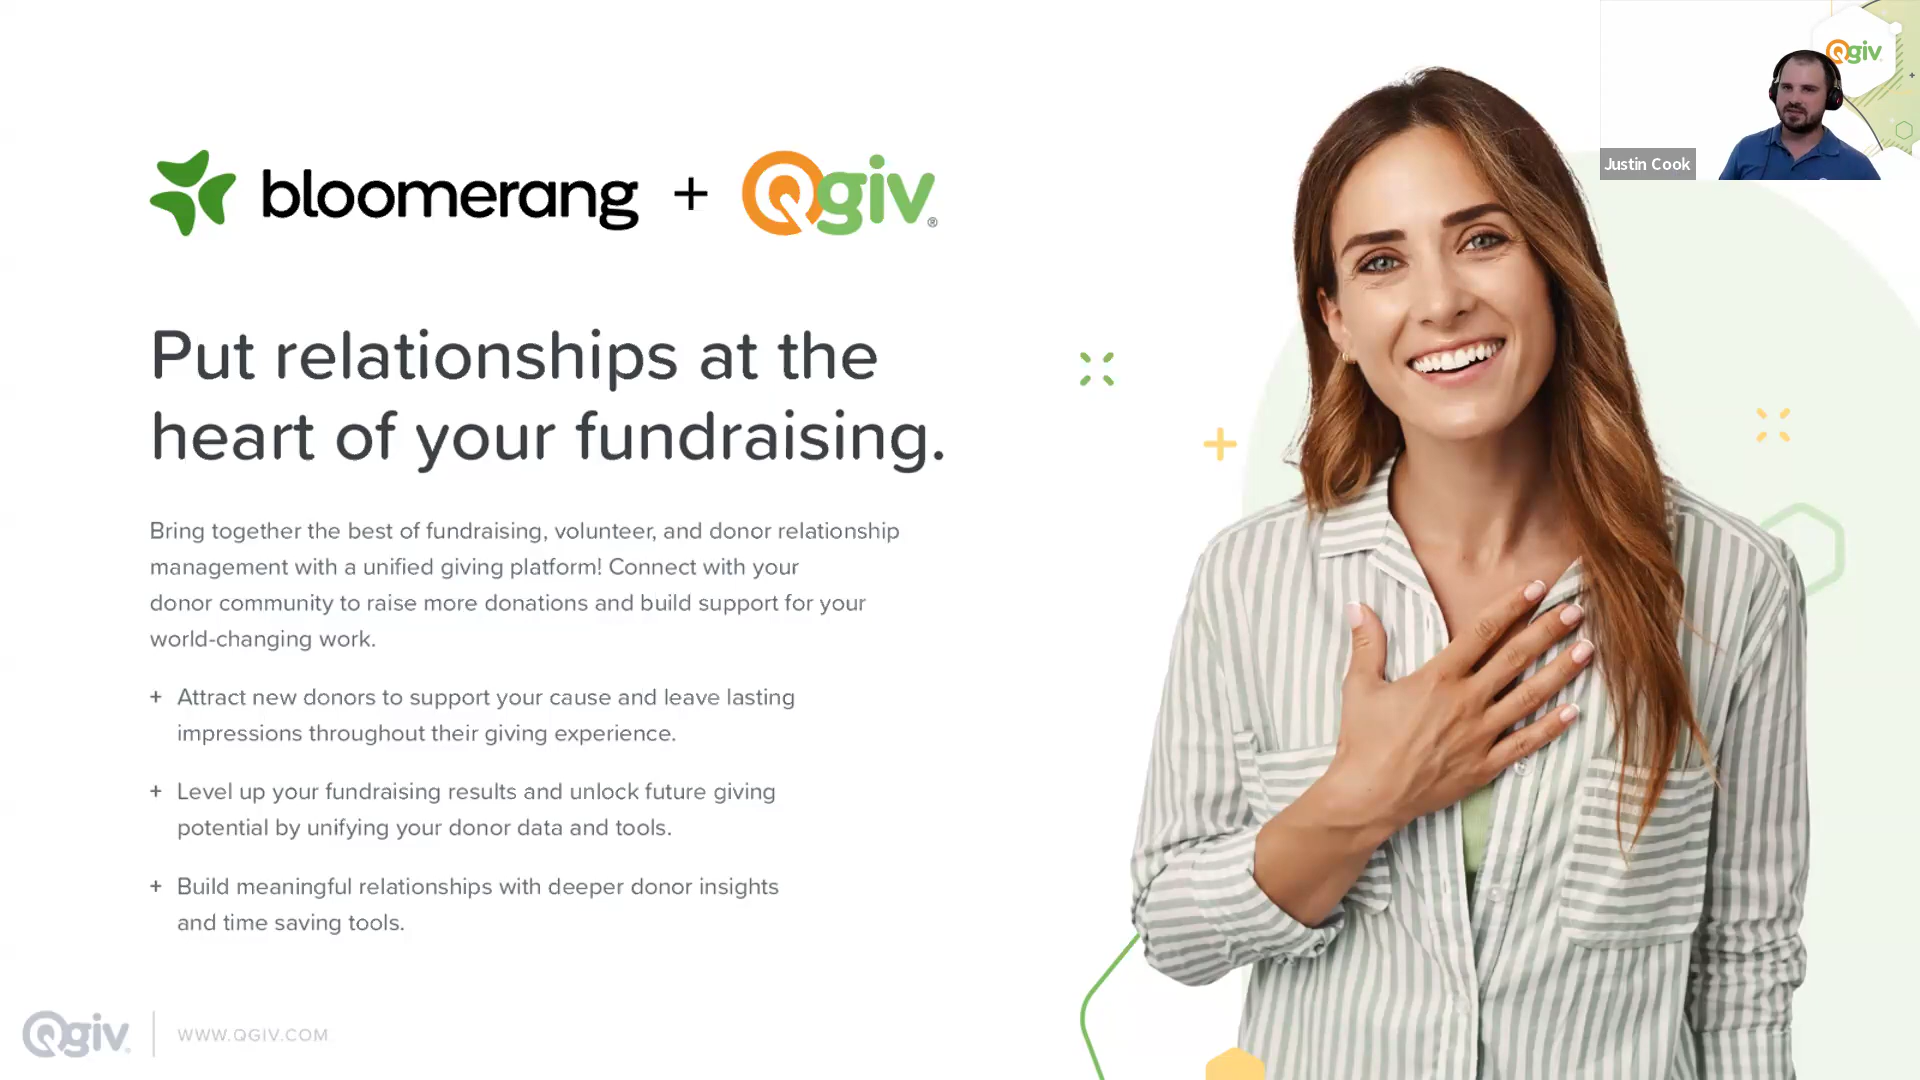 bloomerang + Qgiv®
Qgiv
Justin Cook
Put relationships at the
heart of your fundraising.
Bring together the best of fundraising, volunteer, and donor relationship
management with a unified giving platform! Connect with your
donor community to raise more donations and build support for your
world-changing work.
+ Attract new donors to support your cause and leave lasting
impressions throughout their giving experience.
+ Level up your fundraising results and unlock future giving
potential by unifying your donor data and tools.
+ Build meaningful relationships with deeper donor insights
and time saving tools.
Qgiv | WWW.QGIV.COM